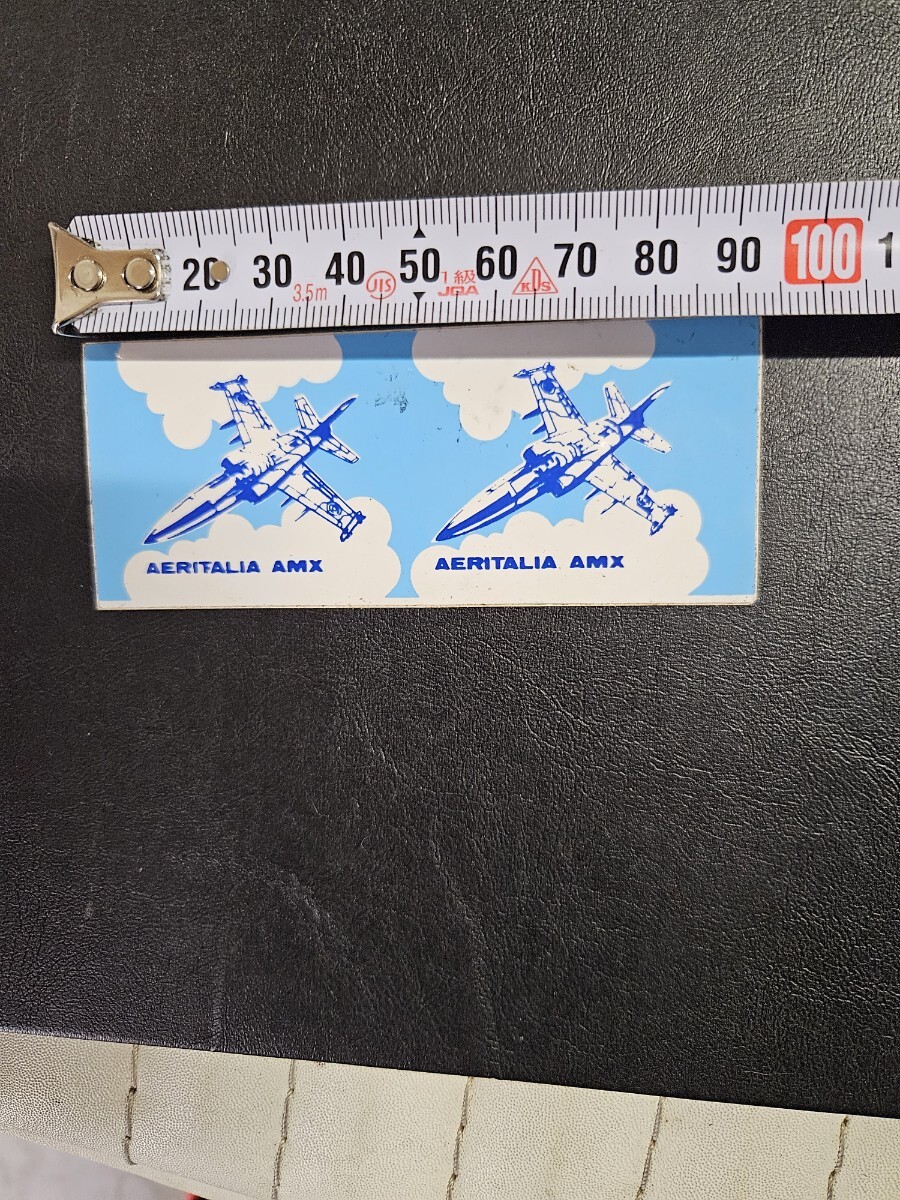 20 30 40 50 60 70 80 90 100 1
3.5m JIS 1級 JQA KDS
AERITALIA AMX AERITALIA AMX